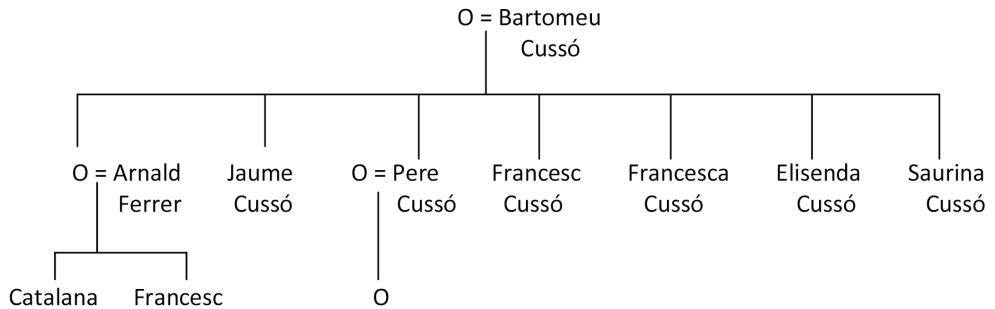 O = Bartomeu
Cussó
O = Arnald Jaume O = Pere Francesc Francesca Elisenda Saurina
Ferrer Cussó Cussó Cussó Cussó Cussó Cussó
Catalana Francesc O